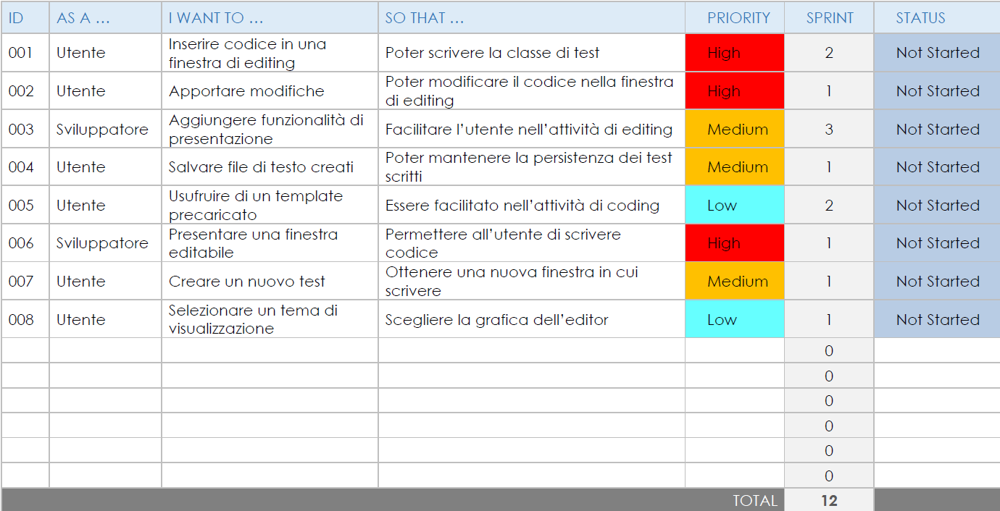 ID AS A … I WANT TO … SO THAT … PRIORITY SPRINT STATUS
001 Utente Inserire codice in una finestra di editing Poter scrivere la classe di test High 2 Not Started
002 Utente Apportare modifiche Poter modificare il codice nella finestra di editing High 1 Not Started
003 Sviluppatore Aggiungere funzionalità di presentazione Facilitare l'utente nell'attività di editing Medium 3 Not Started
004 Utente Salvare file di testo creati Poter mantenere la persistenza dei test scritti Medium 1 Not Started
005 Utente Usufruire di un template precaricato Essere facilitato nell'attività di coding Low 2 Not Started
006 Sviluppatore Presentare una finestra editabile Permettere all'utente di scrivere codice High 1 Not Started
007 Utente Creare un nuovo test Ottenere una nuova finestra in cui scrivere Medium 1 Not Started
008 Utente Selezionare un tema di visualizzazione Scegliere la grafica dell'editor Low 1 Not Started
0
0
0
0
0
0
TOTAL 12